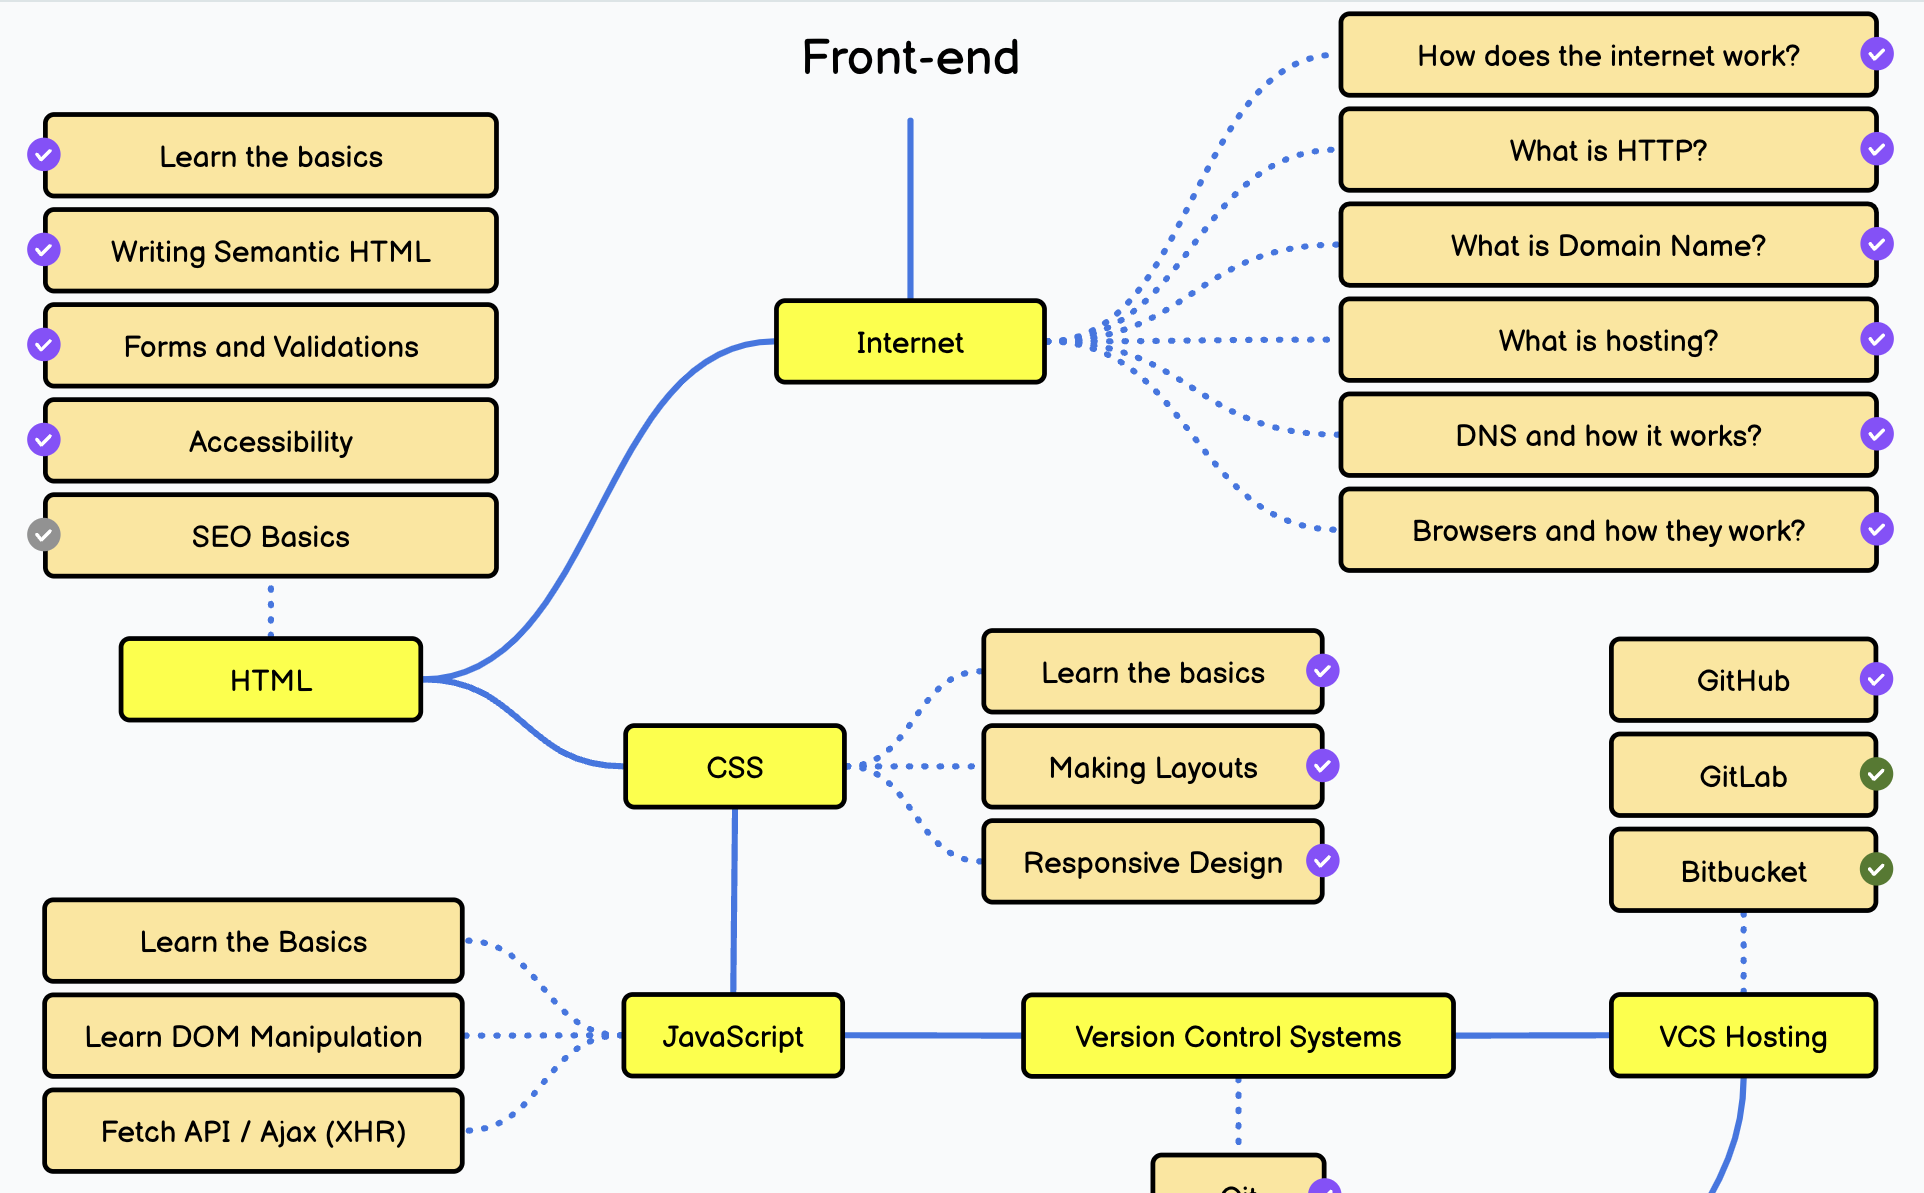 Front-end
How does the internet work?
What is HTTP?
What is Domain Name?
What is hosting?
DNS and how it works?
Browsers and how they work?
Internet
Learn the basics
Writing Semantic HTML
Forms and Validations
Accessibility
SEO Basics
HTML
CSS
Learn the basics
Making Layouts
Responsive Design
GitHub
GitLab
Bitbucket
Learn the Basics
Learn DOM Manipulation
Fetch API / Ajax (XHR)
JavaScript
Version Control Systems
VCS Hosting
Git